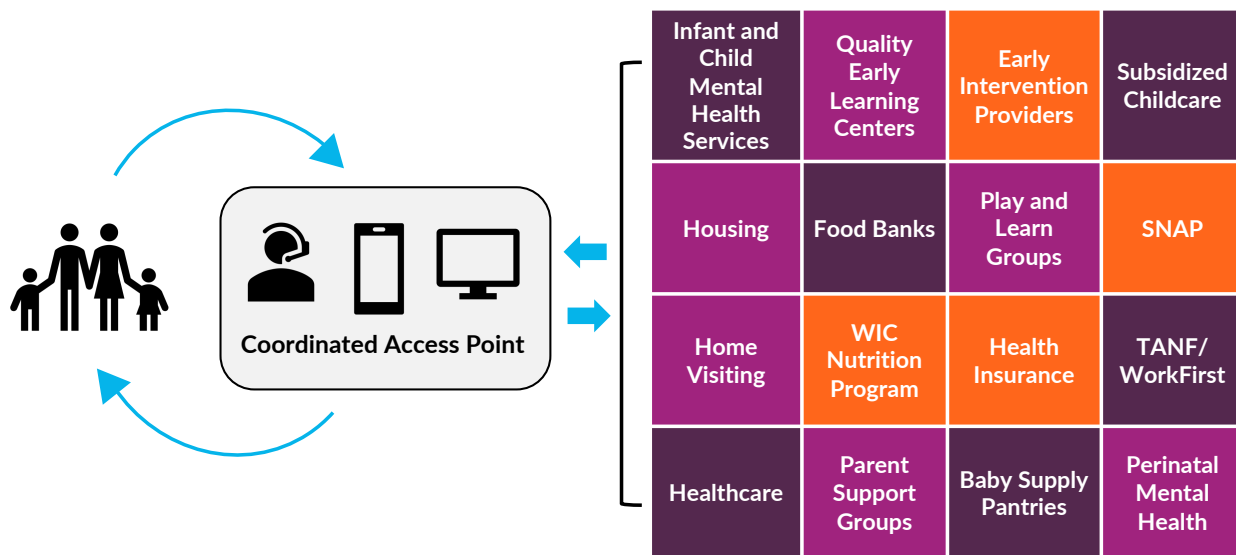 Infant and
Child
Mental
Health
Services
Quality
Early
Learning
Centers
Early
Intervention
Providers
Subsidized
Childcare
Housing
Food Banks
Play and
Learn
Groups
SNAP
Coordinated Access Point
Home
Visiting
WIC
Nutrition
Program
Health
Insurance
TANF/
WorkFirst
Healthcare
Parent
Support
Groups
Baby Supply
Pantries
Perinatal
Mental
Health